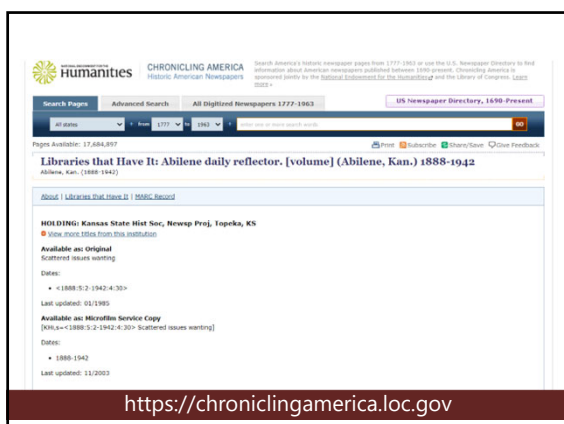 NATIONAL ENDOWMENT FOR THE
Humanities
CHRONICLING AMERICA
Historic American Newspapers
Search America's historic newspaper pages from 1777-1963 or use the U.S. Newspaper Directory to find
information about American newspapers published between 1690-present. Chronicling America is
sponsored jointly by the National Endowment for the Humanities and the Library of Congress. Learn
more »
Search Pages
Advanced Search
All Digitized Newspapers 1777-1963
US Newspaper Directory, 1690-Present
All states
from
1777
to
1963
enter one or more search words
GO
Pages Available: 17,684,897
Print
Subscribe
Share/Save
Give Feedback
Libraries that Have It: Abilene daily reflector. [volume] (Abilene, Kan.) 1888-1942
Abilene, Kan. (1888-1942)
About | Libraries that Have It | MARC Record
HOLDING: Kansas State Hist Soc, Newsp Proj, Topeka, KS
View more titles from this institution
Available as: Original
Scattered issues wanting.
Dates:
• <1888:5:2-1942:4:30>
Last updated: 01/1985
Available as: Microfilm Service Copy
[KHi,s=<1888:5:2-1942:4:30> Scattered issues wanting]
Dates:
• 1888-1942
Last updated: 11/2003
https://chroniclingamerica.loc.gov